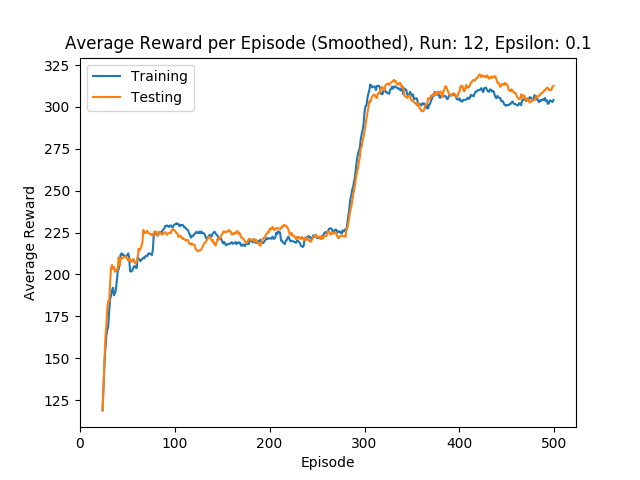 Average Reward per Episode (Smoothed), Run: 12, Epsilon: 0.1
Training
Testing
325
300
275
250
225
200
175
150
125
Average Reward
0 100 200 300 400 500
Episode